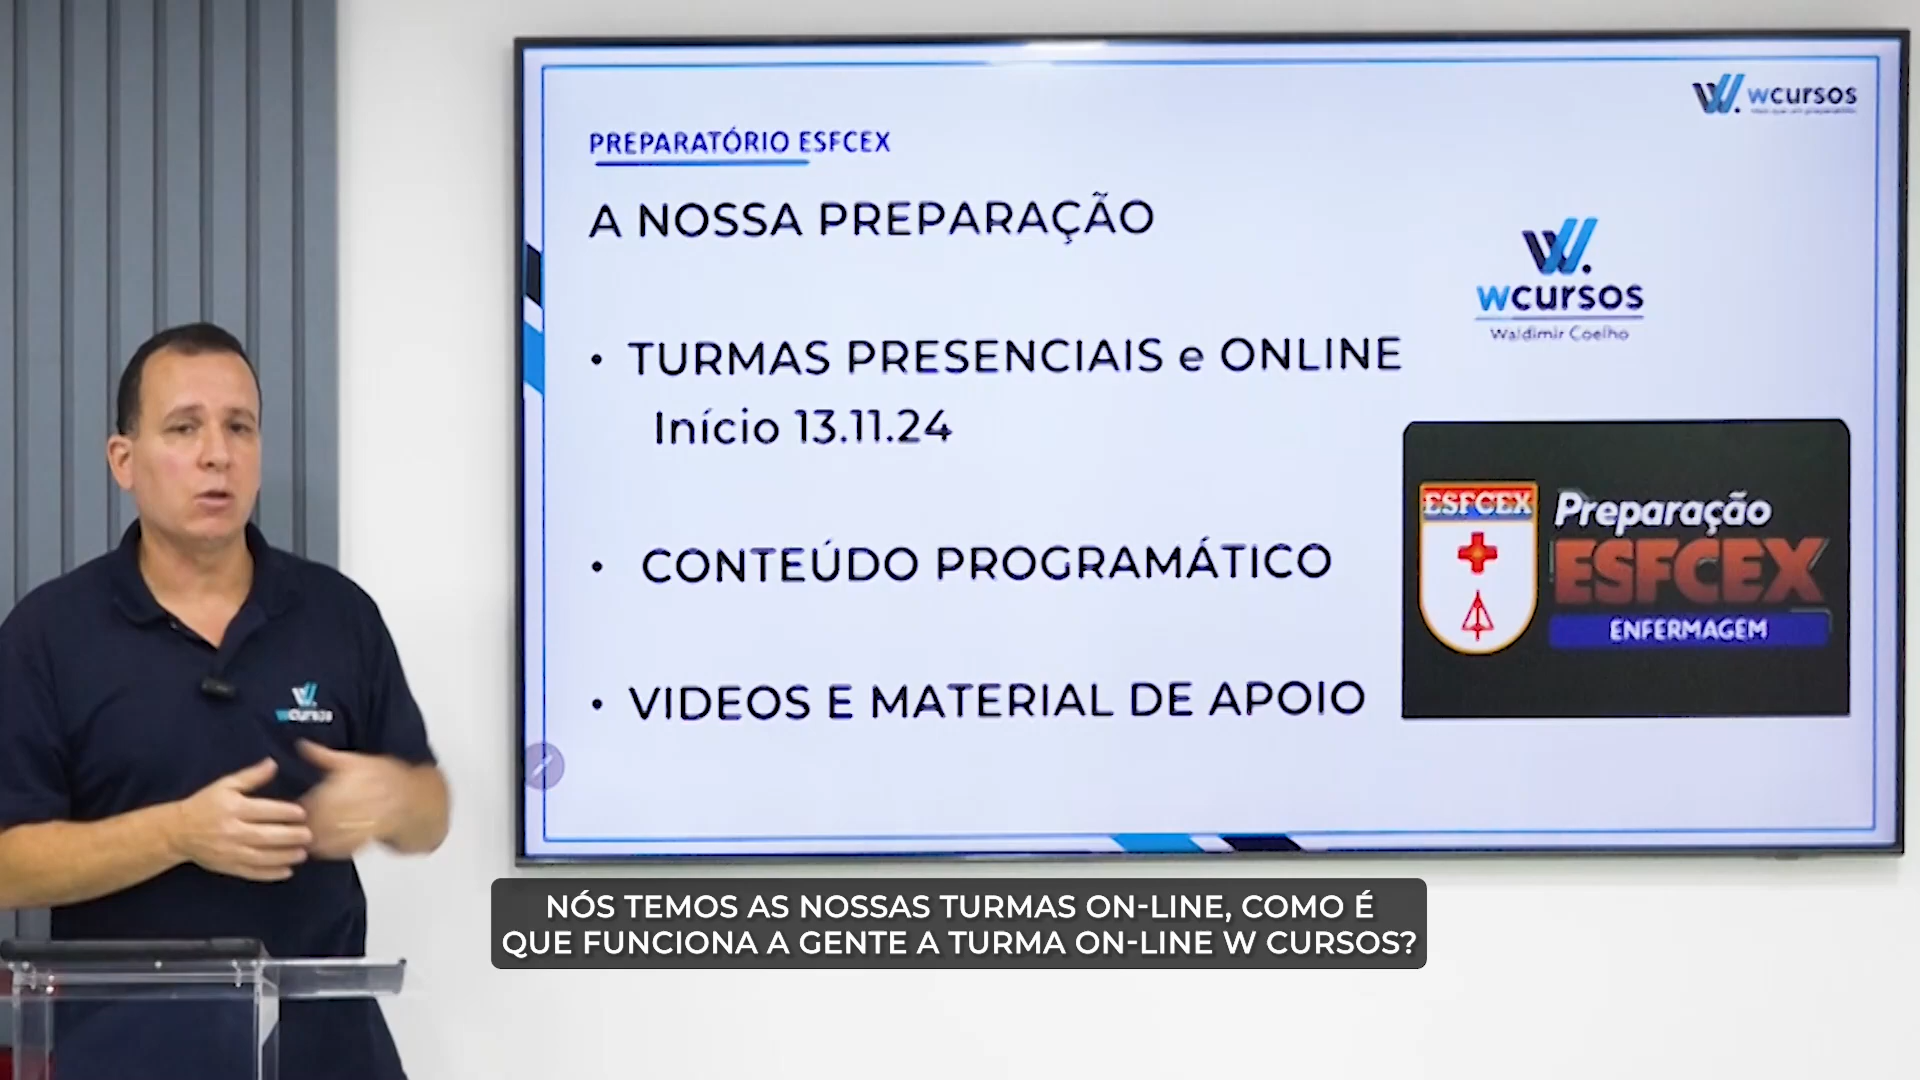 wcursos
PREPARATÓRIO ESFCEX
A NOSSA PREPARAÇÃO
wcursos
Waldimir Coelho
• TURMAS PRESENCIAIS e ONLINE
Início 13.11.24
ESFCEX
Preparação
ESFCEX
ENFERMAGEM
• CONTEÚDO PROGRAMÁTICO
• VIDEOS E MATERIAL DE APOIO
wcursos
NÓS TEMOS AS NOSSAS TURMAS ON-LINE, COMO É
QUE FUNCIONA A GENTE A TURMA ON-LINE W CURSOS?